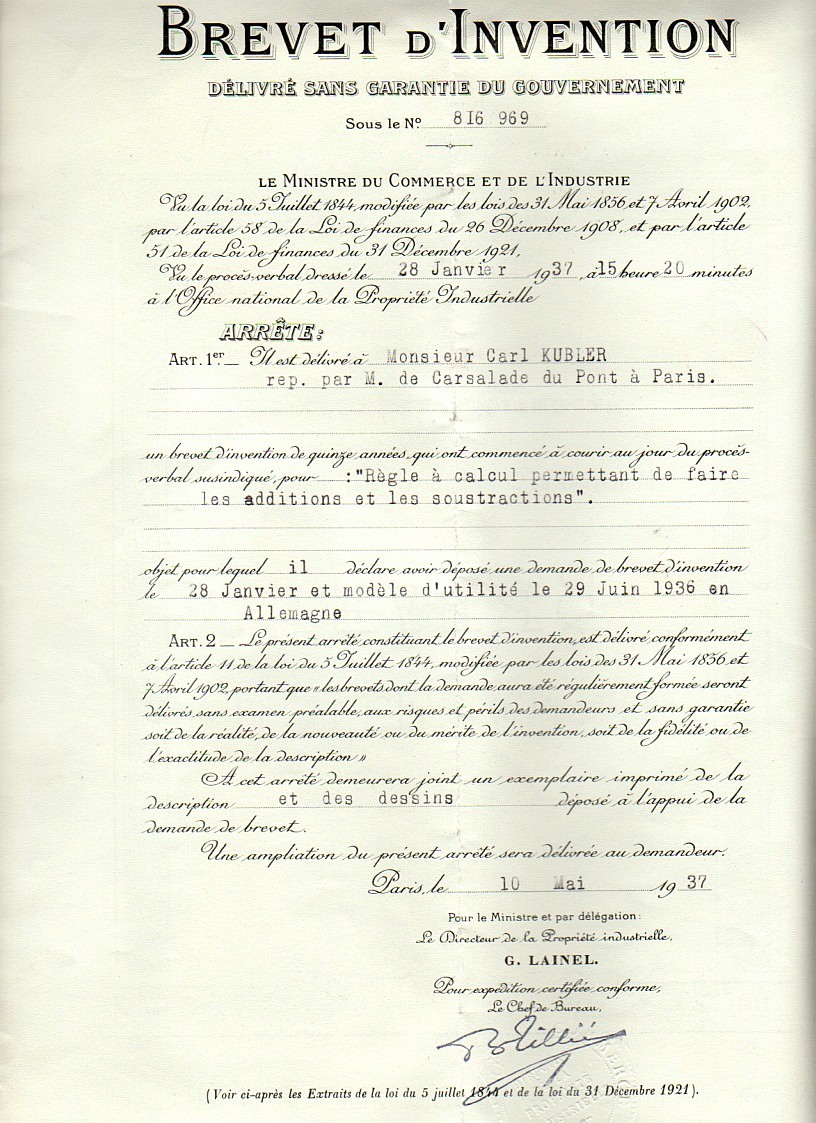 BREVET D'INVENTION
DÉLIVRÉ SANS GARANTIE DU GOUVERNEMENT
Sous le No. 816 969
LE MINISTRE DU COMMERCE ET DE L'INDUSTRIE
Vu la loi du 5 Juillet 1844, modifiée par les lois des 31 Mai 1856 et 7 Avril 1902,
par l'article 58 de la Loi de finances du 26 Décembre 1908, et par l'article
51 de la Loi de finances du 31 Décembre 1921,
Vu le procès-verbal dressé le 28 Janvier 1937, à 15 heure 20 minutes
à l'Office national de la Propriété Industrielle
ARRÊTE:
ART. 1er. _ Il est délivré à Monsieur Carl KUBLER
rep. par M. de Carsalade du Pont à Paris.
un brevet d'invention de quinze années, qui ont commencé à courir au jour du procès-
verbal susindiqué, pour :"Règle à calcul permettant de faire
les additions et les soustractions".
objet pour lequel il déclare avoir déposé une demande de brevet d'invention
le 28 Janvier et modèle d'utilité le 29 Juin 1936 en
Allemagne
ART. 2 _ Le présent arrêté, constituant le brevet d'invention, est délivré conformément
à l'article 11, de la loi du 5 Juillet 1844, modifiée par les lois des 31 Mai 1856 et
7 Avril 1902, portant que « les brevets dont la demande aura été régulièrement formée seront
délivrés, sans examen préalable, aux risques et périls des demandeurs et sans garantie
soit de la réalité, de la nouveauté ou du mérite de l'invention, soit de la fidélité ou de
l'exactitude de la description »
A cet arrêté demeurera joint un exemplaire imprimé de la
description et des dessins déposé à l'appui de la
demande de brevet.
Une ampliation du présent arrêté sera délivrée au demandeur.
Paris, le 10 Mai 1937
Pour le Ministre et par délégation:
Le Directeur de la Propriété industrielle,
G. LAINEL.
Pour expédition certifiée conforme,
Le Chef de Bureau,
(Voir ci-après les Extraits de la loi du 5 juillet 1844 et de la loi du 31 Décembre 1921).